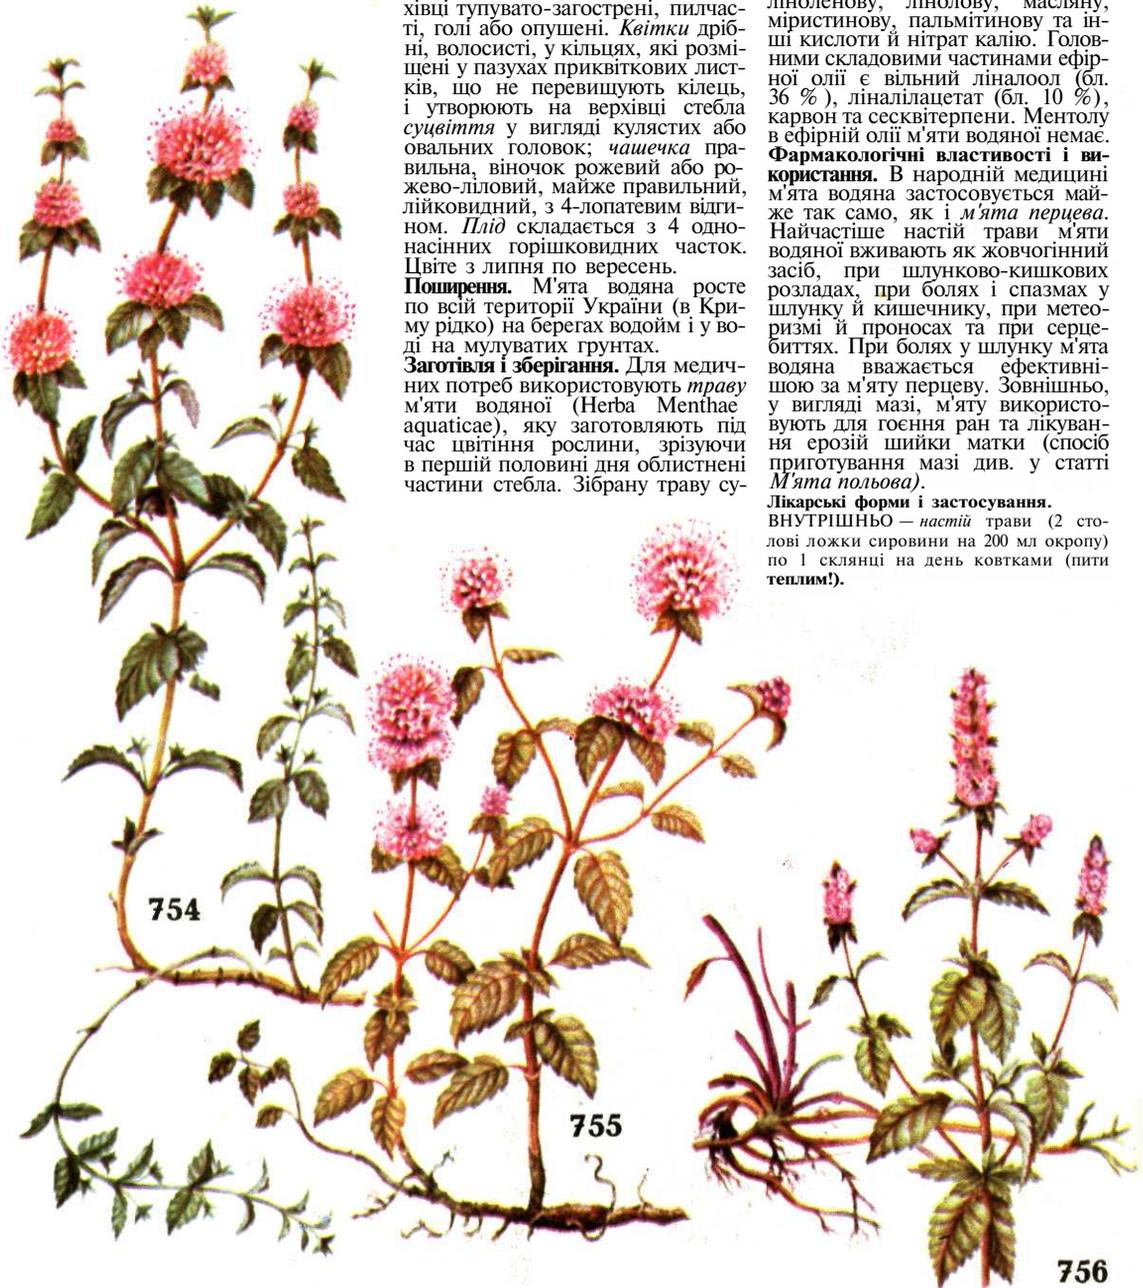 хівці тупувато-загострені, пилчас-
ті, голі або опушені. Квітки дріб-
ні, волосисті, у кільцях, які розмі-
щені у пазухах приквіткових лист-
ків, що не перевищують кілець,
і утворюють на верхівці стебла
суцвіття у вигляді кулястих або
овальних головок; чашечка пра-
вильна, віночок рожевий або ро-
жево-ліловий, майже правильний,
лійковидний, з 4-лопатевим відги-
ном. Плід складається з 4 одно-
насінних горішковидних часток.
Цвіте з липня по вересень.
Поширення. М'ята водяна росте
по всій території України (в Кри-
му рідко) на берегах водойм і у во-
ді на мулуватих грунтах.
Заготівля і зберігання. Для медич-
них потреб використовують траву
м'яти водяної (Herba Menthae
aquaticae), яку заготовляють під
час цвітіння рослини, зрізуючи
в першій половині дня облистнені
частини стебла. Зібрану траву су-
ліноленову, лінолову, масляну,
міристинову, пальмітинову та ін-
ші кислоти й нітрат калію. Голов-
ними складовими частинами ефір-
ної олії є вільний ліналоол (бл.
36 %), ліналілацетат (бл. 10 %),
карвон та сесквітерпени. Ментолу
в ефірній олії м'яти водяної немає.
Фармакологічні властивості і ви-
користання. В народній медицині
м'ята водяна застосовується май-
же так само, як і м'ята перцева.
Найчастіше настій трави м'яти
водяної вживають як жовчогінний
засіб, при шлунково-кишкових
розладах, при болях і спазмах у
шлунку й кишечнику, при метео-
ризмі й проносах та при серце-
биттях. При болях у шлунку м'ята
водяна вважається ефективні-
шою за м'яту перцеву. Зовнішньо,
у вигляді мазі, м'яту використо-
вують для гоєння ран та лікуван-
ня ерозій шийки матки (спосіб
приготування мазі див. у статті
М'ята польова).
Лікарські форми і застосування.
ВНУТРІШНЬО — настій трави (2 сто-
лові ложки сировини на 200 мл окропу)
по 1 склянці на день ковтками (пити
теплим!).
754
755
756